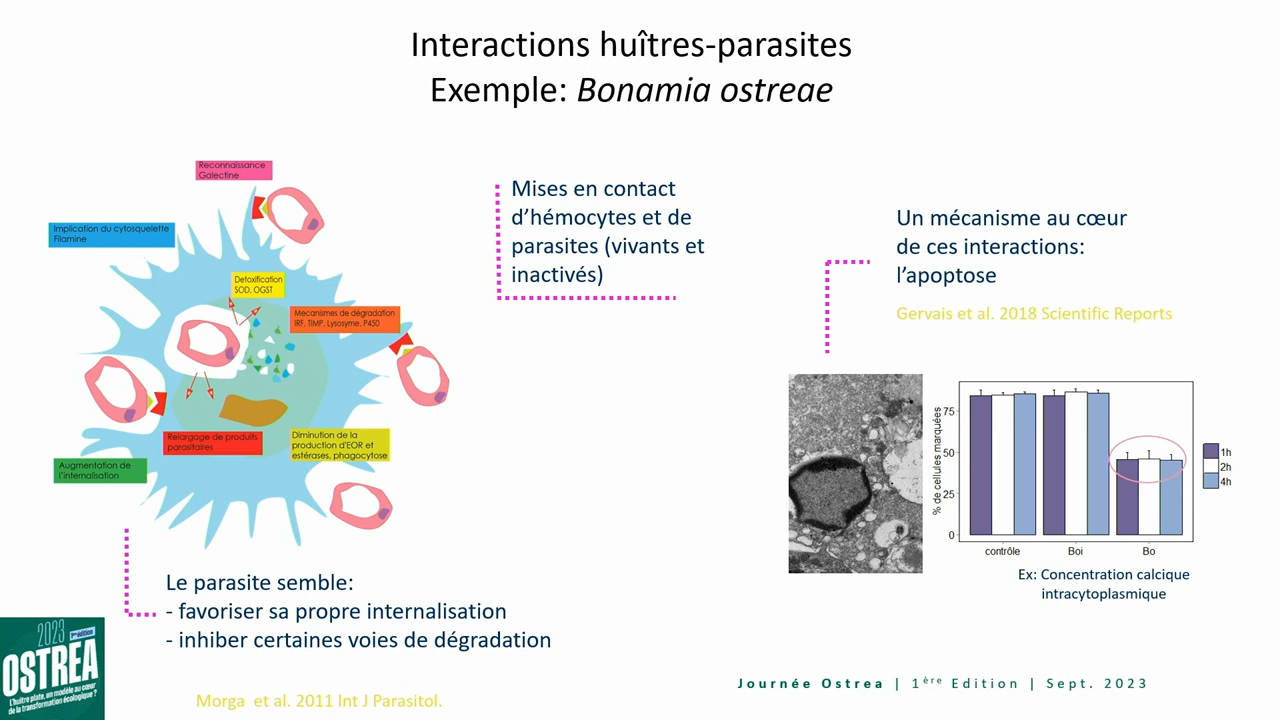 Interactions huîtres-parasites
Exemple: Bonamia ostreae
Reconnaissance
Galectine
Implication du cytosquelette
Filamine
Detoxification
SOD, OGST
Mecanismes de dégradation
IRF, TIMP, Lysosyme, P450
Relargage de produits
parasitaires
Diminution de la
production d'EOR et
estérases, phagocytose
Augmentation de
l'internalisation
Mises en contact
d’hémocytes et de
parasites (vivants et
inactivés)
Un mécanisme au cœur
de ces interactions:
l’apoptose
Gervais et al. 2018 Scientific Reports
% de cellules marquées
75
50
25
0
contrôle
Boi
Bo
1h
2h
4h
Ex: Concentration calcique
intracytoplasmique
Le parasite semble:
- favoriser sa propre internalisation
- inhiber certaines voies de dégradation
Morga et al. 2011 Int J Parasitol.
2023
1ère édition
OSTREA
L'huître plate, un modèle au cœur
de la transformation écologique ?
Journée Ostrea | 1ère Edition | Sept. 2023